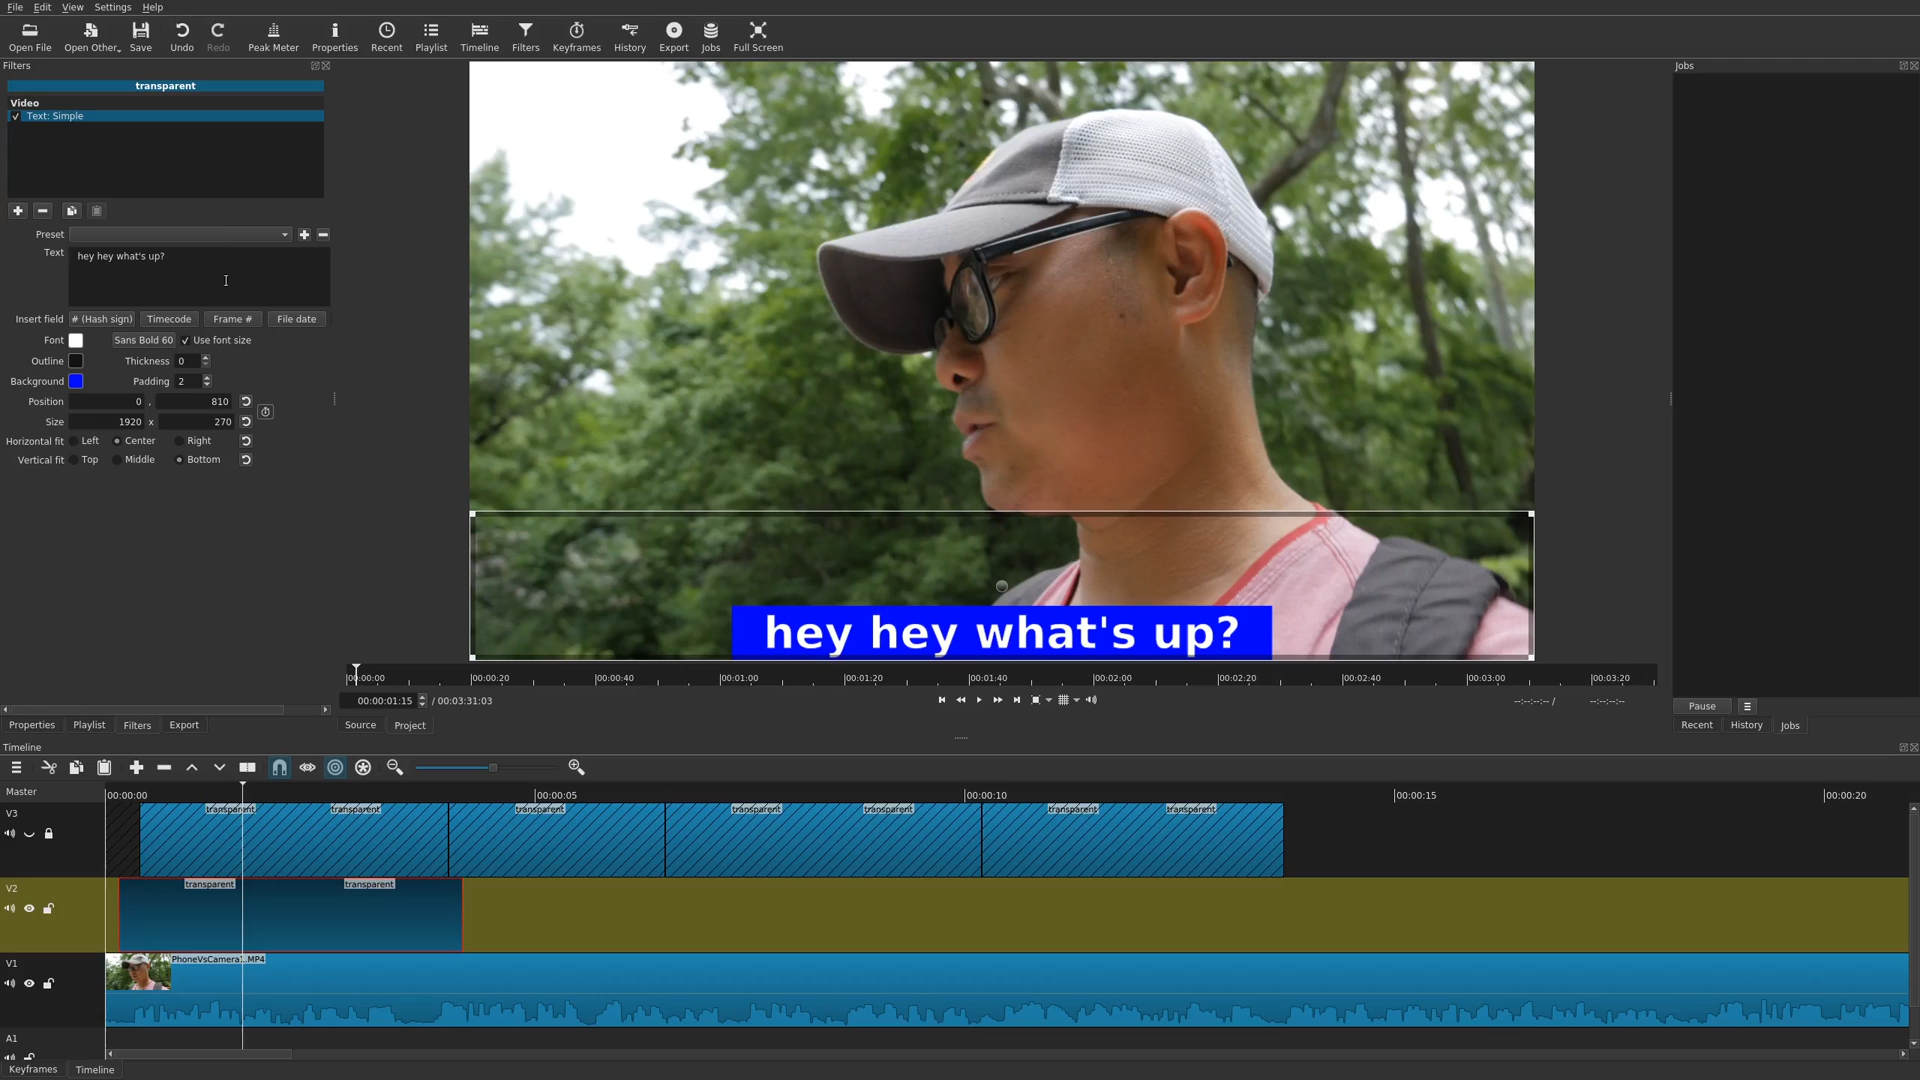 File Edit View Settings Help
Open File Open Other Save Undo Redo Peak Meter Properties Recent Playlist Timeline Filters Keyframes History Export Jobs Full Screen
Filters
transparent
Video
Text: Simple
Preset
Text
hey hey what's up?
Insert field # (Hash sign) Timecode Frame # File date
Font Sans Bold 60 Use font size
Outline Thickness 0
Background Padding 2
Position 0 , 810
Size 1920 x 270
Horizontal fit Left Center Right
Vertical fit Top Middle Bottom
Properties Playlist Filters Export
hey hey what's up?
00:00:00 00:00:20 00:00:40 00:01:00 00:01:20 00:01:40 00:02:00 00:02:20 00:02:40 00:03:00 00:03:20
00:00:01:15 / 00:03:31:03 --:--:--:-- / --:--:--:--
Source Project
Jobs
Pause
Recent History Jobs
Timeline
Master 00:00:00 00:00:05 00:00:10 00:00:15 00:00:20
V3 transparent transparent transparent transparent transparent transparent transparent
V2 transparent transparent
V1 PhoneVsCamera1..MP4
A1
Keyframes Timeline